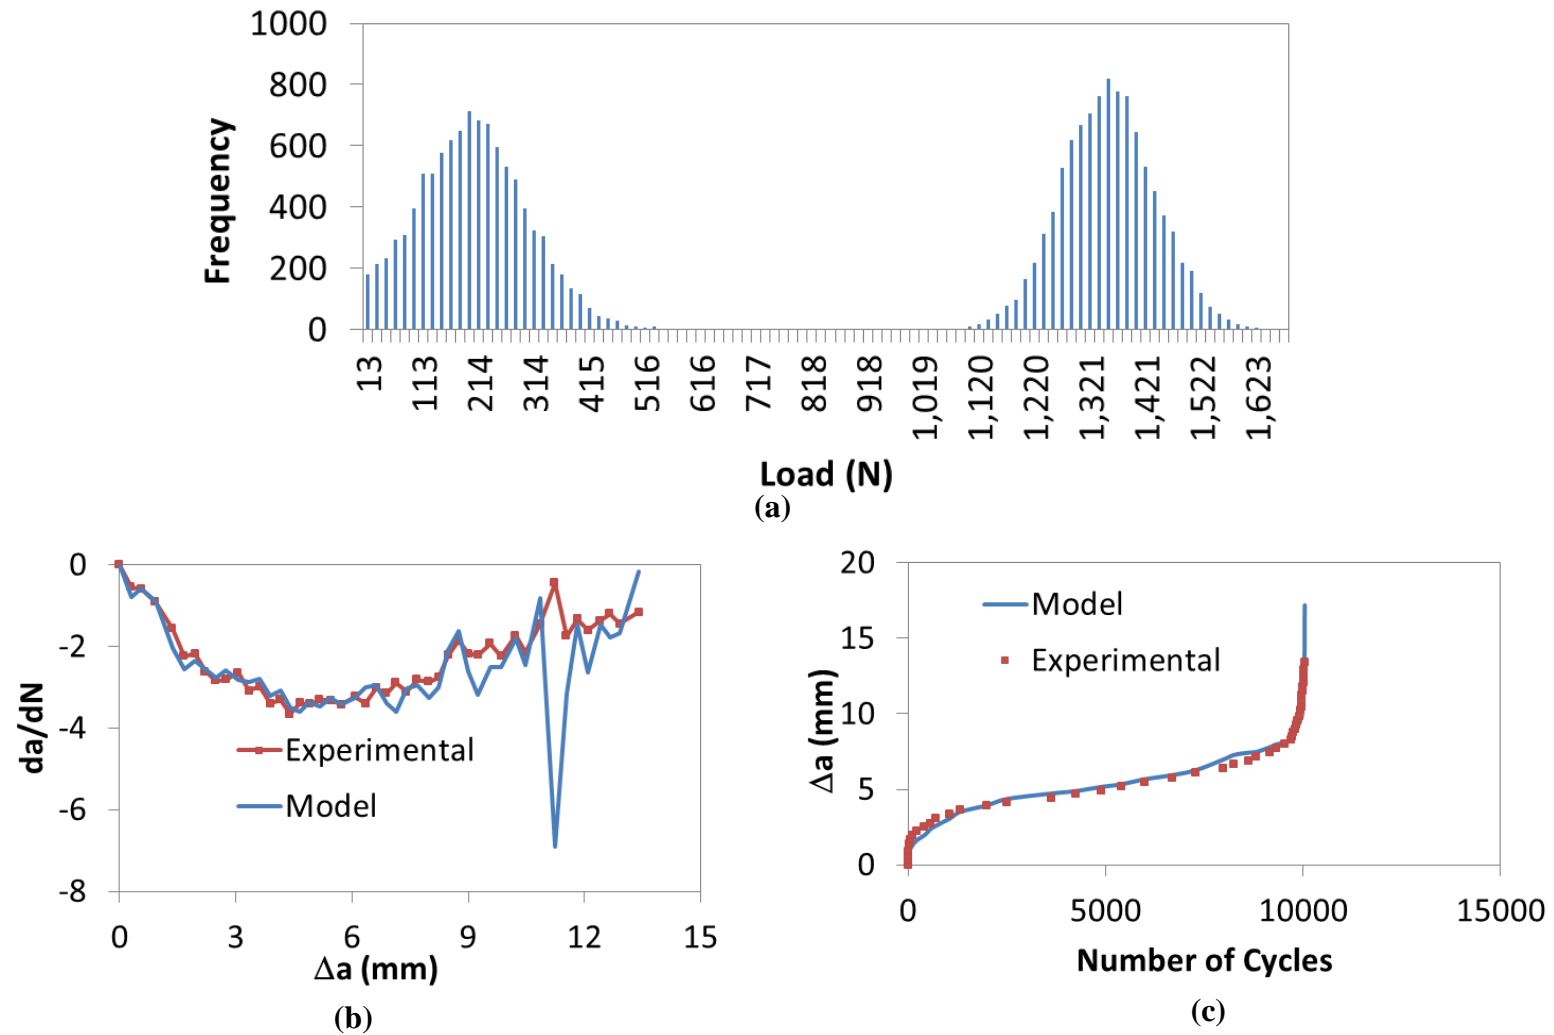 1000
800
600
400
200
0
Frequency
13
113
214
314
415
516
616
717
818
918
1,019
1,120
1,220
1,321
1,421
1,522
1,623
Load (N)
(a)
0
-2
-4
-6
-8
da/dN
Experimental
Model
0 3 6 9 12 15
Δa (mm)
(b)
20
15
10
5
0
Δa (mm)
Model
Experimental
0 5000 10000 15000
Number of Cycles
(c)